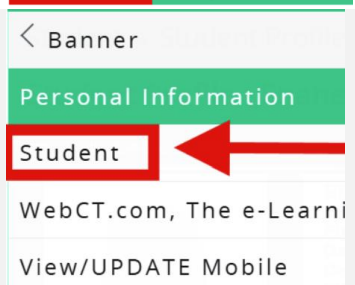 < Banner
Personal Information
Student
WebCT.com, The e-Learni
View/UPDATE Mobile